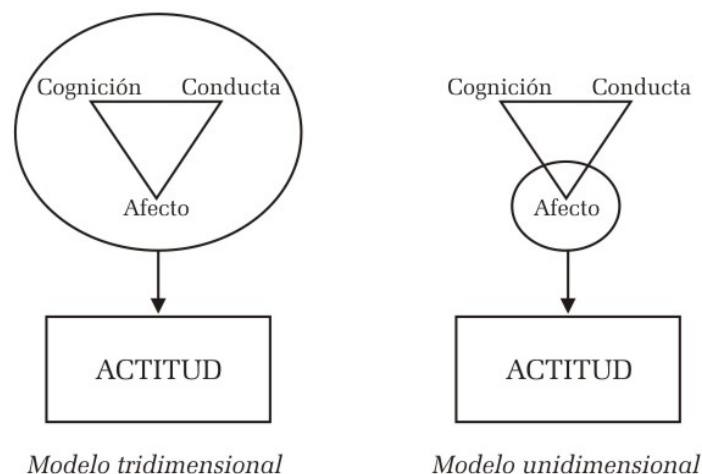 Cognición Conducta
Afecto
ACTITUD
Modelo tridimensional
Cognición Conducta
Afecto
ACTITUD
Modelo unidimensional